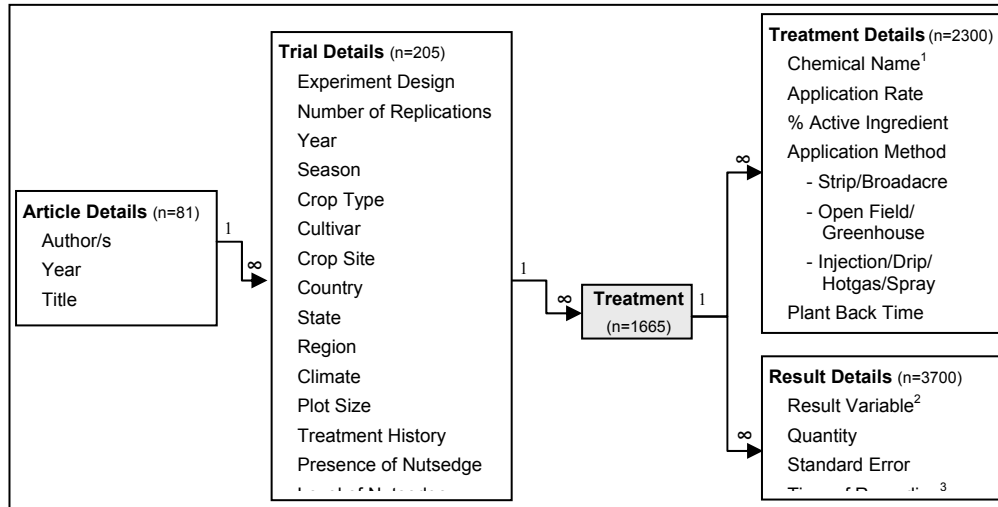 Article Details (n=81)
Author/s
Year
Title
1
∞
Trial Details (n=205)
Experiment Design
Number of Replications
Year
Season
Crop Type
Cultivar
Crop Site
Country
State
Region
Climate
Plot Size
Treatment History
Presence of Nutsedge
1
∞
Treatment
(n=1665)
1
∞
∞
Treatment Details (n=2300)
Chemical Name1
Application Rate
% Active Ingredient
Application Method
- Strip/Broadacre
- Open Field/
Greenhouse
- Injection/Drip/
Hotgas/Spray
Plant Back Time
Result Details (n=3700)
Result Variable2
Quantity
Standard Error
3